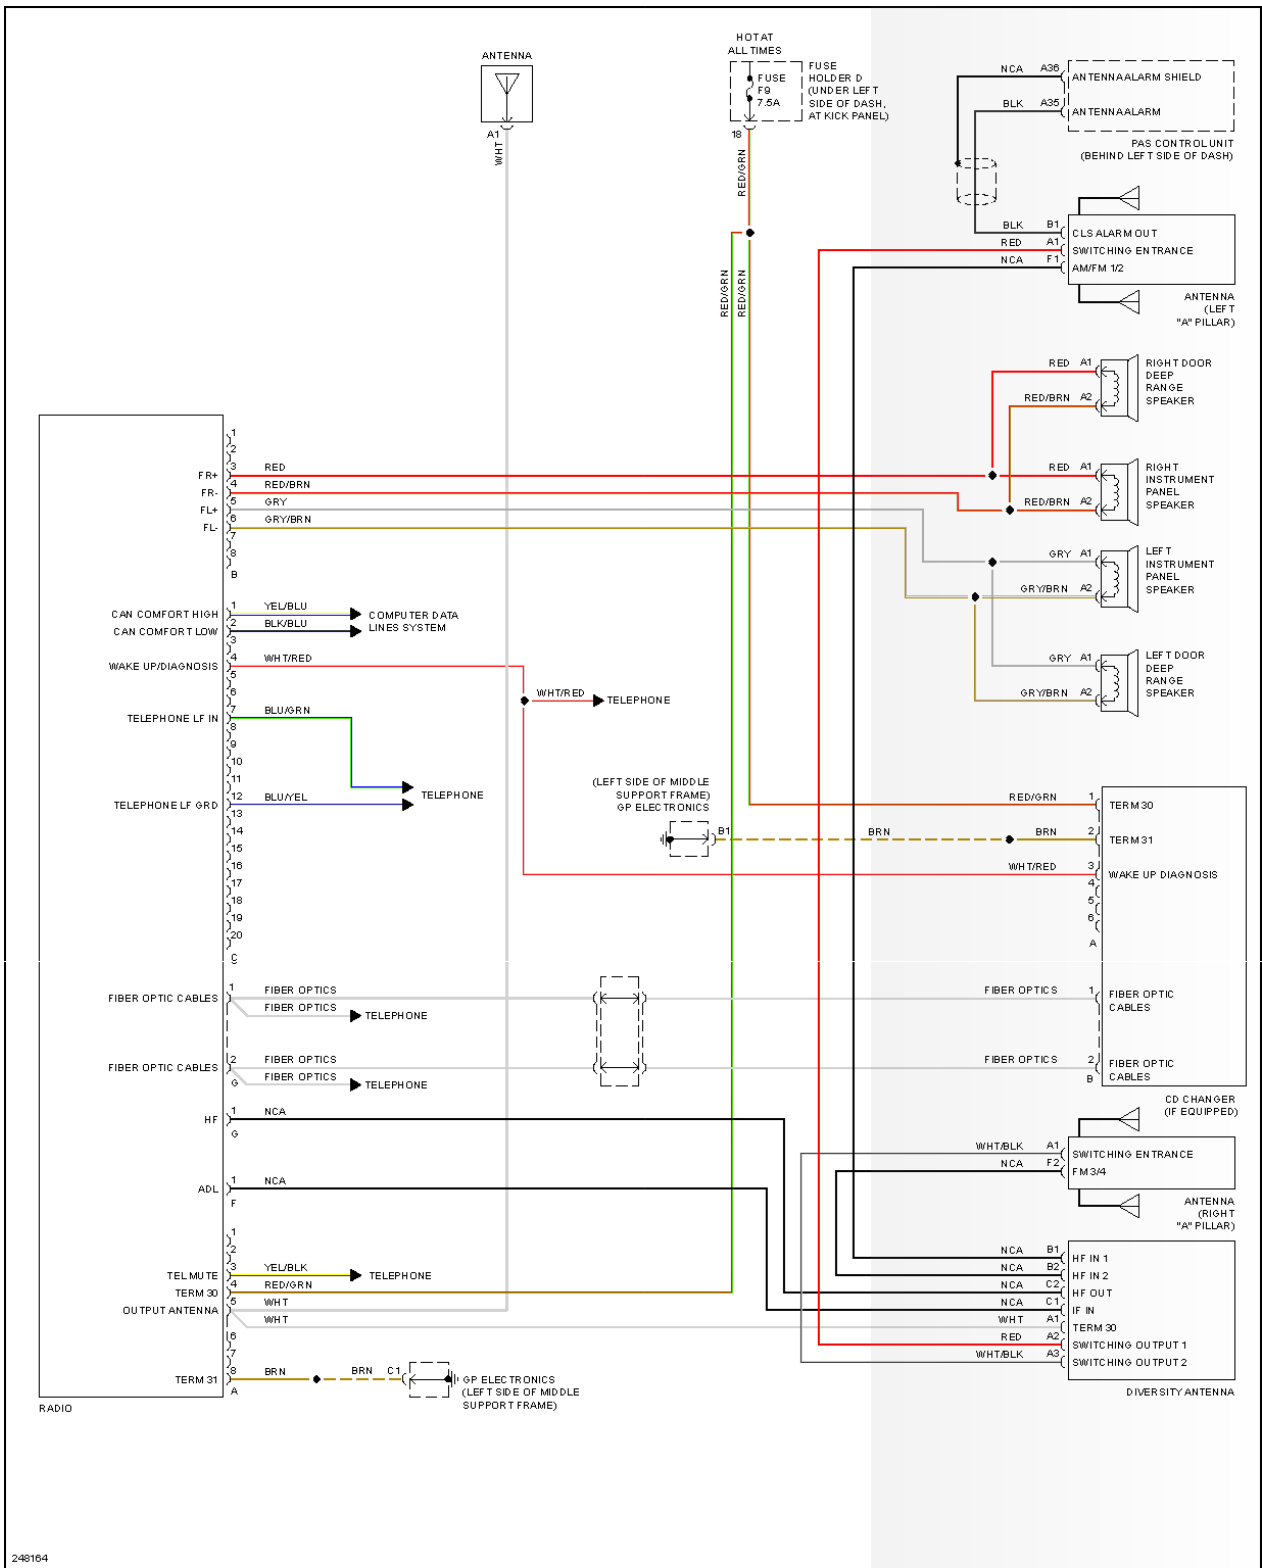 ANTENNA
A1
WHT
HOT AT
ALL TIMES
FUSE
F9
7.5A
FUSE
HOLDER D
(UNDER LEFT
SIDE OF DASH,
AT KICK PANEL)
18
RED/GRN
RED/GRN
RED/GRN
NCA A36 ANTENNA ALARM SHIELD
BLK A35 ANTENNA ALARM
PAS CONTROL UNIT
(BEHIND LEFT SIDE OF DASH)
BLK B1 CLS ALARM OUT
RED A1 SWITCHING ENTRANCE
NCA F1 AM/FM 1/2
ANTENNA
(LEFT
"A" PILLAR)
RED A1
RED/BRN A2
RIGHT DOOR
DEEP
RANGE
SPEAKER
RED A1
RED/BRN A2
RIGHT
INSTRUMENT
PANEL
SPEAKER
GRY A1
GRY/BRN A2
LEFT
INSTRUMENT
PANEL
SPEAKER
GRY A1
GRY/BRN A2
LEFT DOOR
DEEP
RANGE
SPEAKER
1
2
FR+ 3 RED
FR- 4 RED/BRN
FL+ 5 GRY
FL- 6 GRY/BRN
7
8
B
CAN COMFORT HIGH 1 YEL/BLU
CAN COMFORT LOW 2 BLK/BLU
COMPUTER DATA
LINES SYSTEM
3
WAKE UP/DIAGNOSIS 4 WHT/RED
WHT/RED TELEPHONE
5
6
TELEPHONE LF IN 7 BLU/GRN
8
9
10
11
TELEPHONE LF GRD 12 BLU/YEL
TELEPHONE
13
14
15
16
17
18
19
20
C
(LEFT SIDE OF MIDDLE
SUPPORT FRAME)
GP ELECTRONICS
B1 BRN
RED/GRN 1 TERM 30
BRN 2 TERM 31
WHT/RED 3 WAKE UP DIAGNOSIS
4
5
6
A
FIBER OPTIC CABLES 1 FIBER OPTICS
FIBER OPTICS TELEPHONE
FIBER OPTIC CABLES 2 FIBER OPTICS
G FIBER OPTICS TELEPHONE
FIBER OPTICS 1 FIBER OPTIC
CABLES
FIBER OPTICS 2 FIBER OPTIC
B CABLES
CD CHANGER
(IF EQUIPPED)
HF 1 NCA
G
ADL 1 NCA
F
WHT/BLK A1 SWITCHING ENTRANCE
NCA F2 FM 3/4
ANTENNA
(RIGHT
"A" PILLAR)
1
2
TEL MUTE 3 YEL/BLK TELEPHONE
TERM 30 4 RED/GRN
OUTPUT ANTENNA 5 WHT
WHT
6
7
TERM 31 8 BRN
A
BRN C1
GP ELECTRONICS
(LEFT SIDE OF MIDDLE
SUPPORT FRAME)
RADIO
NCA B1 HF IN 1
NCA B2 HF IN 2
NCA C2 HF OUT
NCA C1 IF IN
WHT A1 TERM 30
RED A2 SWITCHING OUTPUT 1
WHT/BLK A3 SWITCHING OUTPUT 2
DIVERSITY ANTENNA
248164